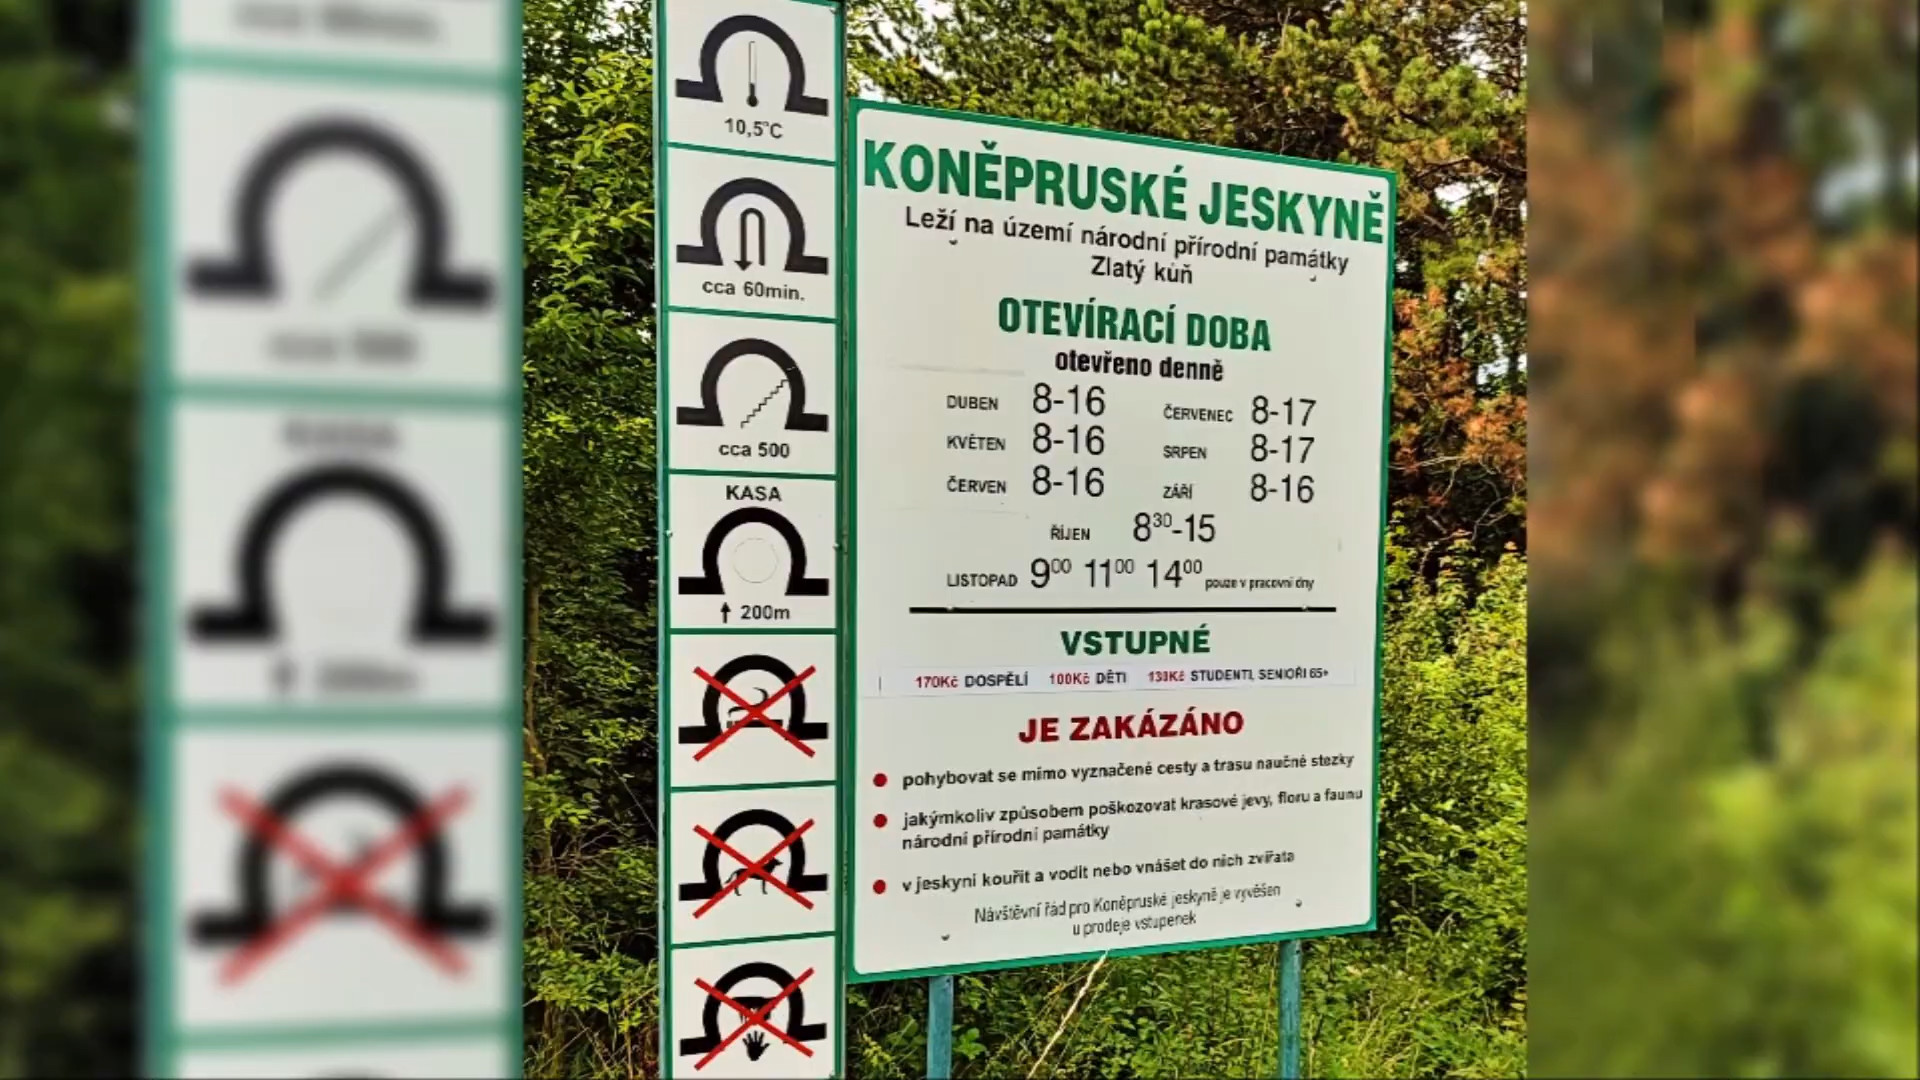 10,5°C
cca 60min.
cca 500
KASA
↑ 200m
KONĚPRUSKÉ JESKYNĚ
Leží na území národní přírodní památky
Zlatý kůň
OTEVÍRACÍ DOBA
otevřeno denně
DUBEN 8-16 ČERVENEC 8-17
KVĚTEN 8-16 SRPEN 8-17
ČERVEN 8-16 ZÁŘÍ 8-16
ŘÍJEN 8³⁰-15
LISTOPAD 9⁰⁰ 11⁰⁰ 14⁰⁰ pouze v pracovní dny
VSTUPNÉ
170Kč DOSPĚLÍ 100Kč DĚTI 130Kč STUDENTI, SENIOŘI 65+
JE ZAKÁZÁNO
pohybovat se mimo vyznačené cesty a trasu naučné stezky
jakýmkoliv způsobem poškozovat krasové jevy, floru a faunu
národní přírodní památky
v jeskyni kouřit a vodit nebo vnášet do nich zvířata
Návštěvní řád pro Koněpruské jeskyně je vyvěšen
u prodeje vstupenek